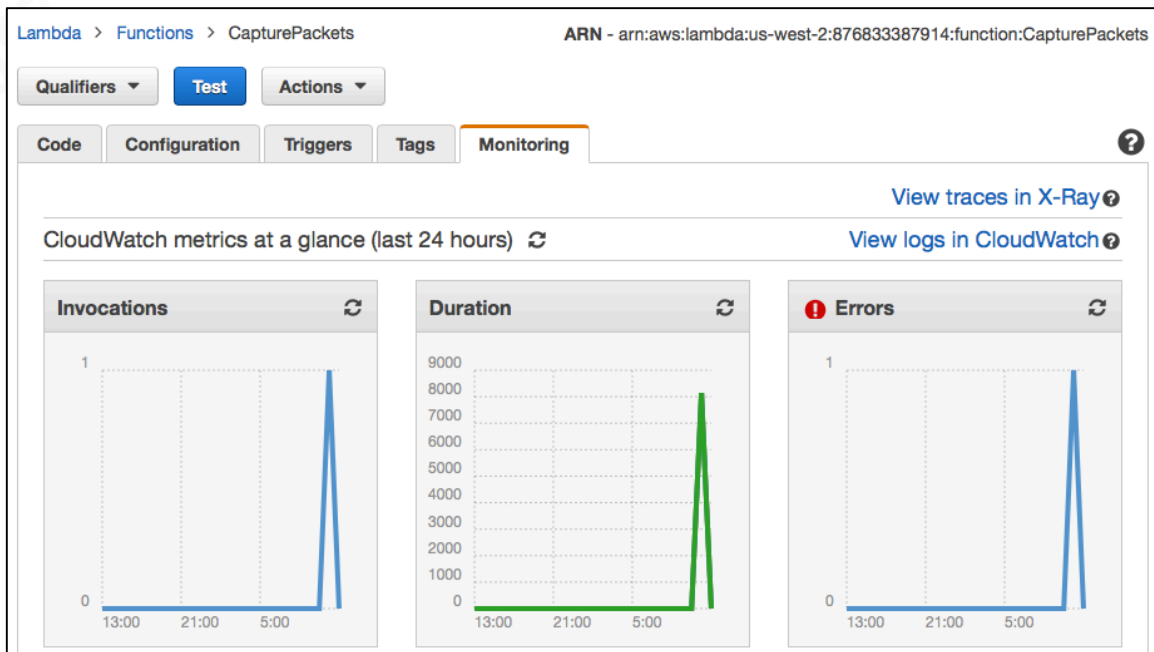 Lambda > Functions > CapturePackets
ARN - arn:aws:lambda:us-west-2:876833387914:function:CapturePackets
Qualifiers Test Actions
Code Configuration Triggers Tags Monitoring ?
View traces in X-Ray ?
CloudWatch metrics at a glance (last 24 hours) View logs in CloudWatch ?
Invocations
1
0
13:00 21:00 5:00
Duration
9000
8000
7000
6000
5000
4000
3000
2000
1000
0
13:00 21:00 5:00
! Errors
1
0
13:00 21:00 5:00